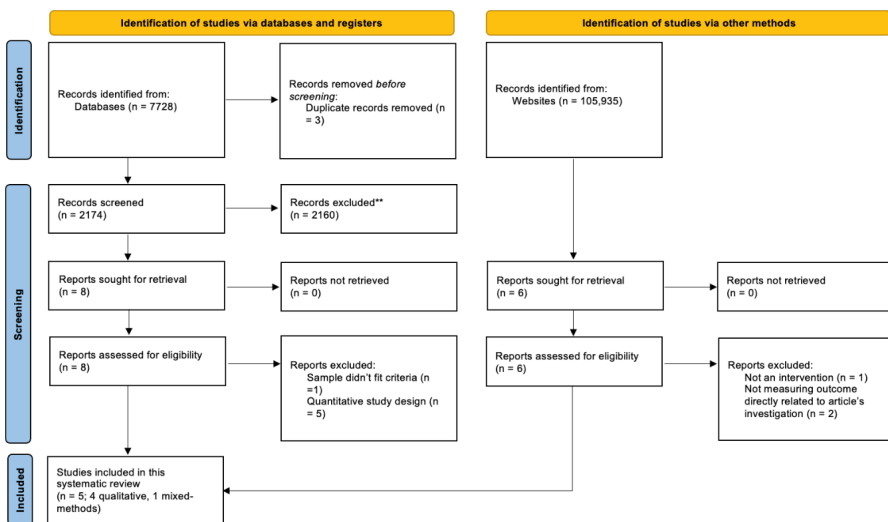 Identification of studies via databases and registers
Identification of studies via other methods
Identification
Records identified from:
Databases (n = 7728)
Records removed before
screening:
Duplicate records removed (n
= 3)
Records identified from:
Websites (n = 105,935)
Screening
Records screened
(n = 2174)
Records excluded**
(n = 2160)
Reports sought for retrieval
(n = 8)
Reports not retrieved
(n = 0)
Reports sought for retrieval
(n = 6)
Reports not retrieved
(n = 0)
Reports assessed for eligibility
(n = 8)
Reports excluded:
Sample didn't fit criteria (n
=1)
Quantitative study design
(n = 5)
Reports assessed for eligibility
(n = 6)
Reports excluded:
Not an intervention (n = 1)
Not measuring outcome
directly related to article's
investigation (n = 2)
Included
Studies included in this
systematic review
(n = 5; 4 qualitative, 1 mixed-
methods)